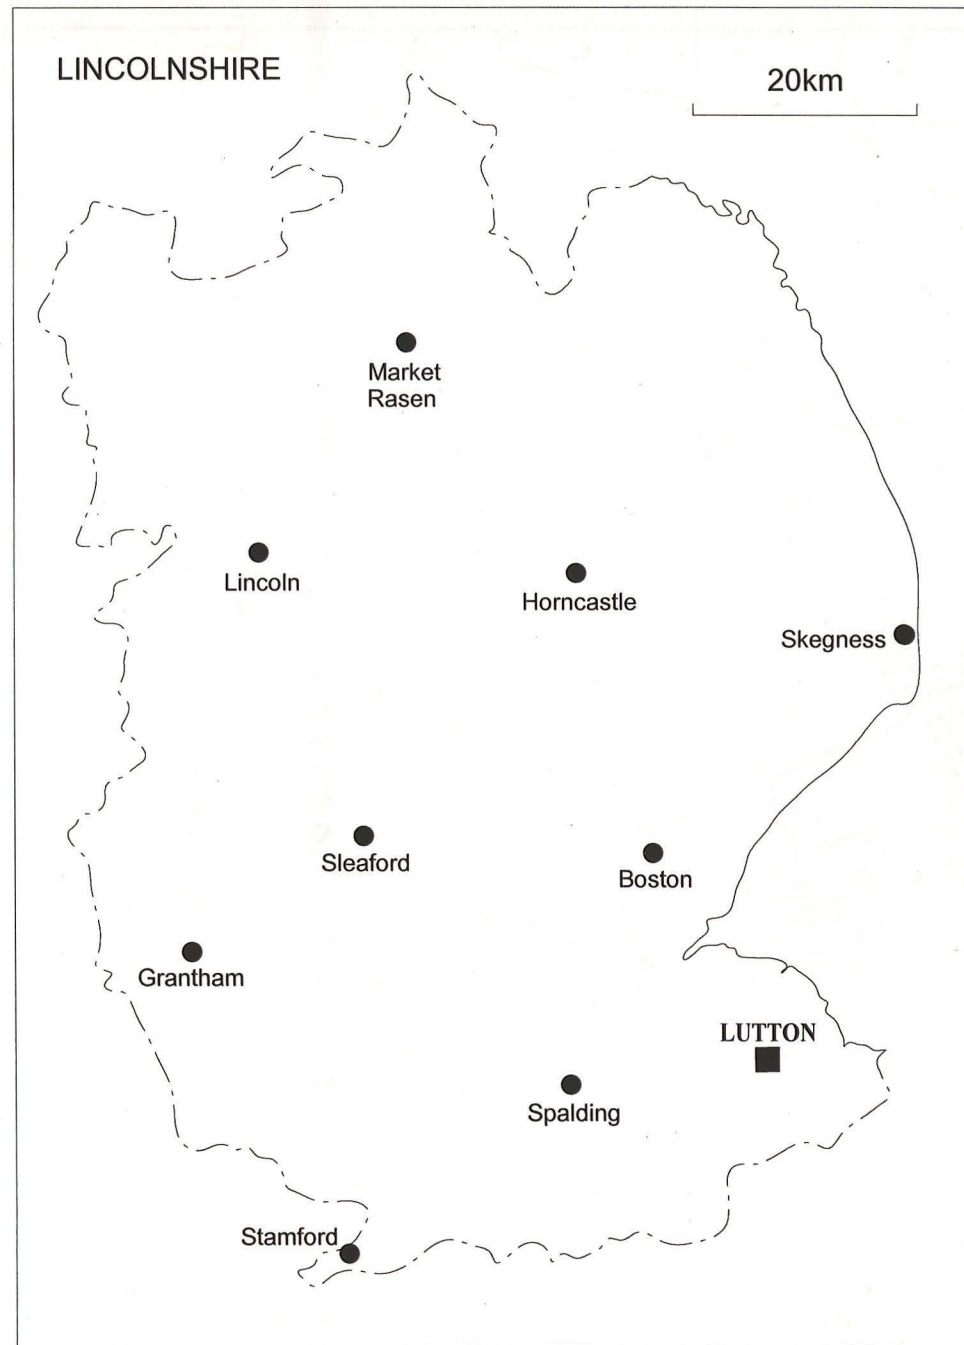 LINCOLNSHIRE
20km
Market
Rasen
Lincoln
Horncastle
Skegness
Sleaford
Boston
Grantham
LUTTON
Spalding
Stamford